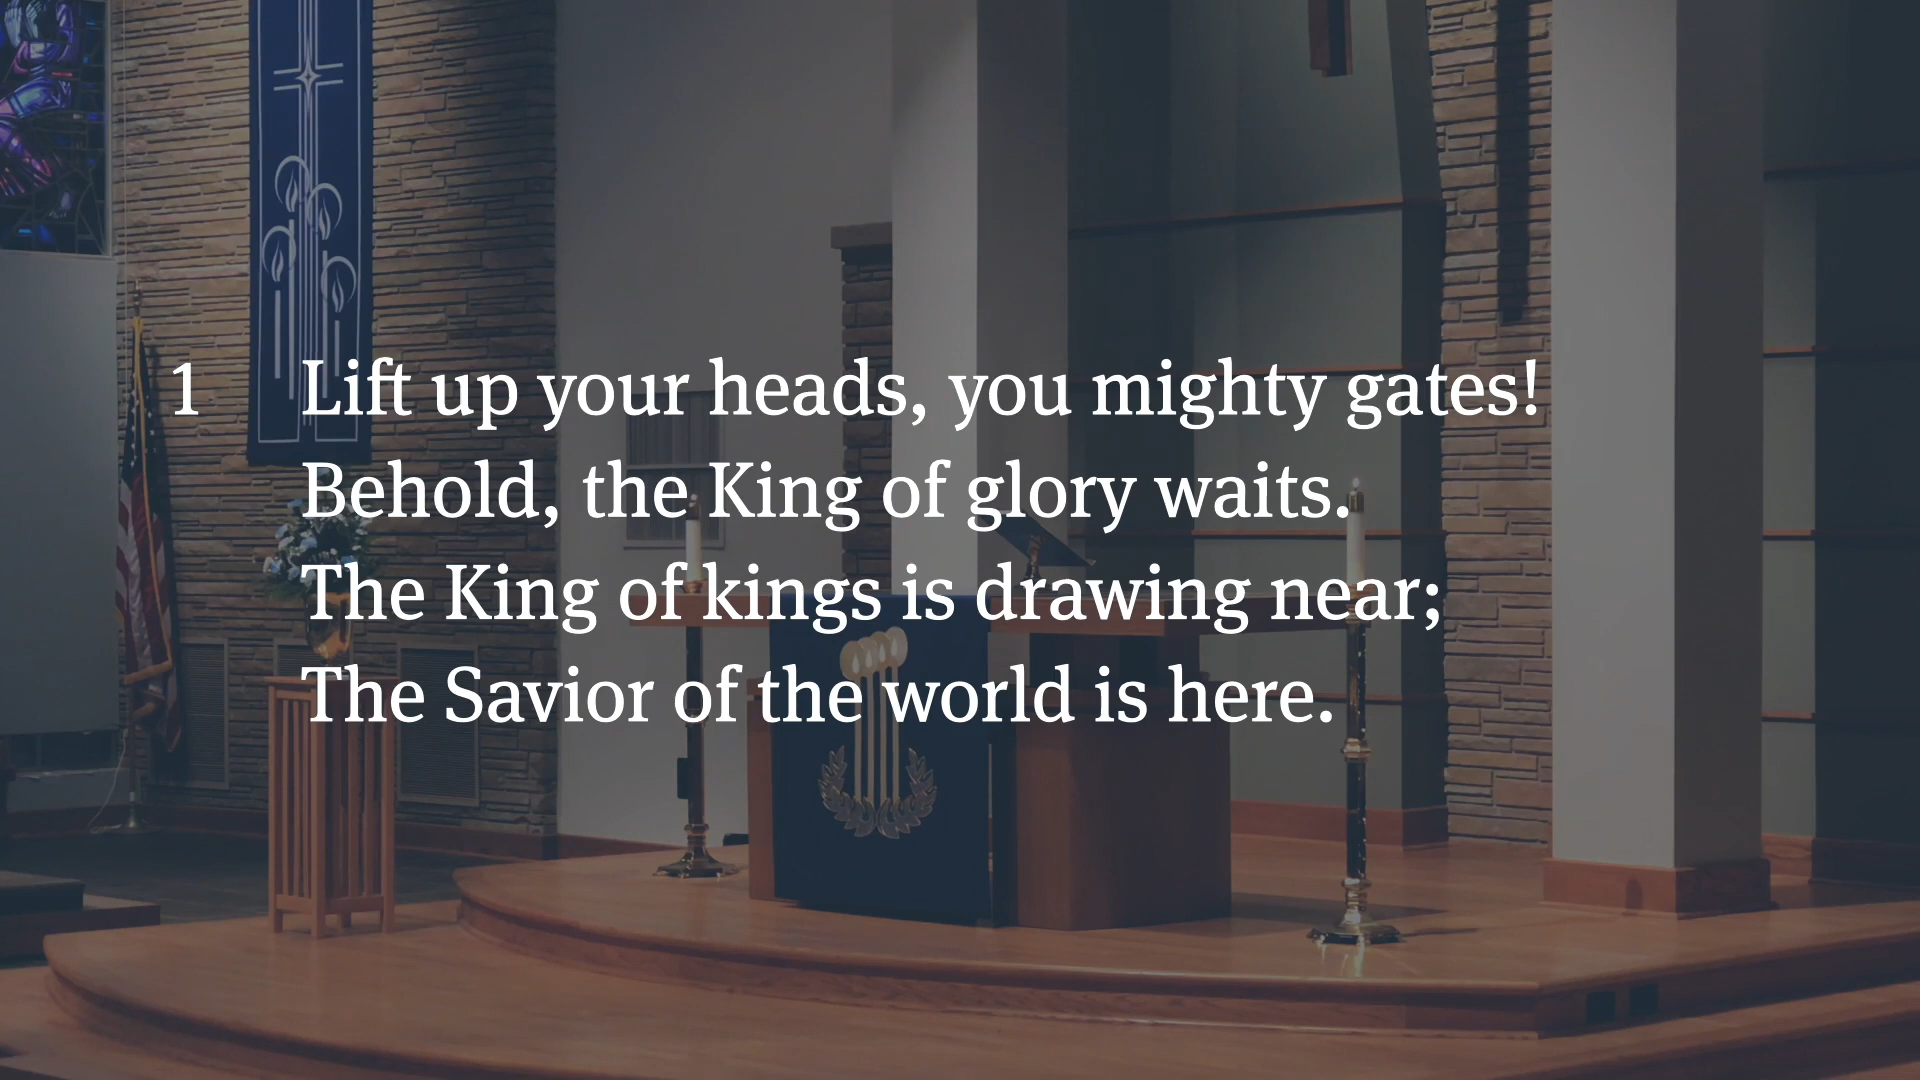 1 Lift up your heads, you mighty gates!
Behold, the King of glory waits.
The King of kings is drawing near;
The Savior of the world is here.